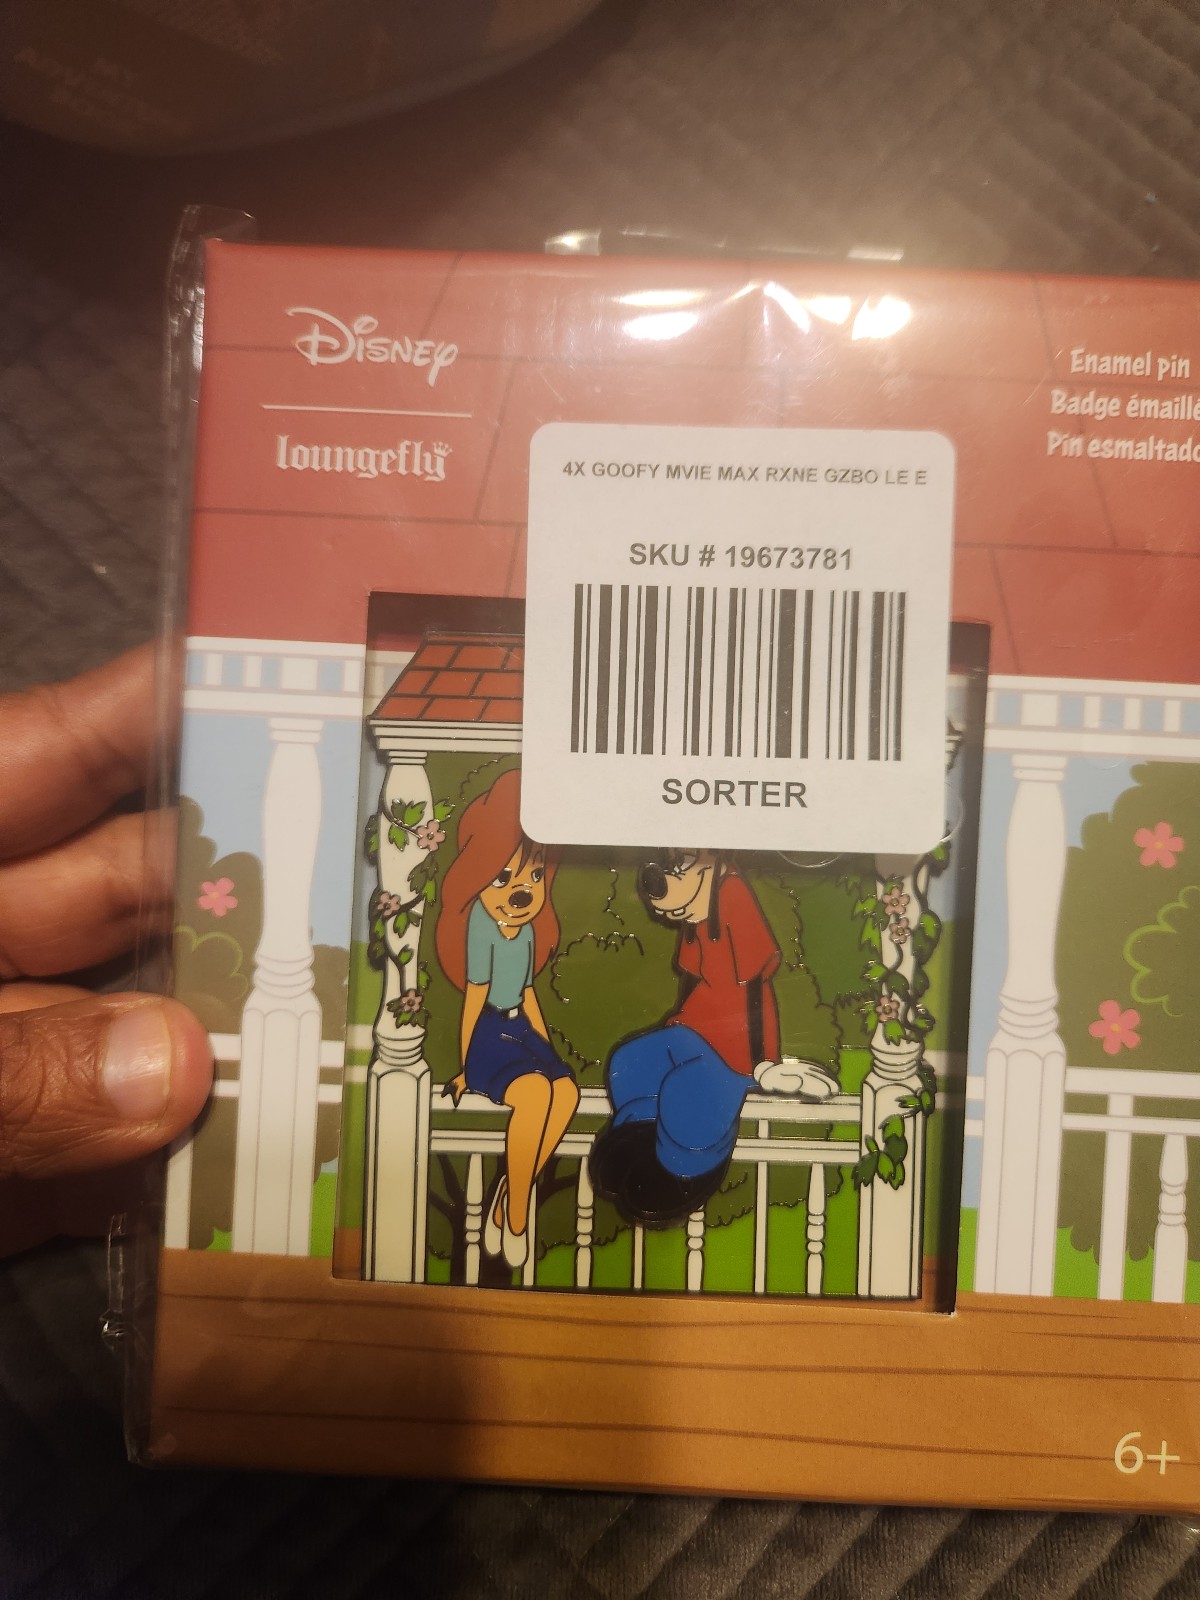 Disney
loungefly
Enamel pin
Badge émaillé
Pin esmaltado
4X GOOFY MVIE MAX RXNE GZBO LE E
SKU # 19673781
SORTER
6+